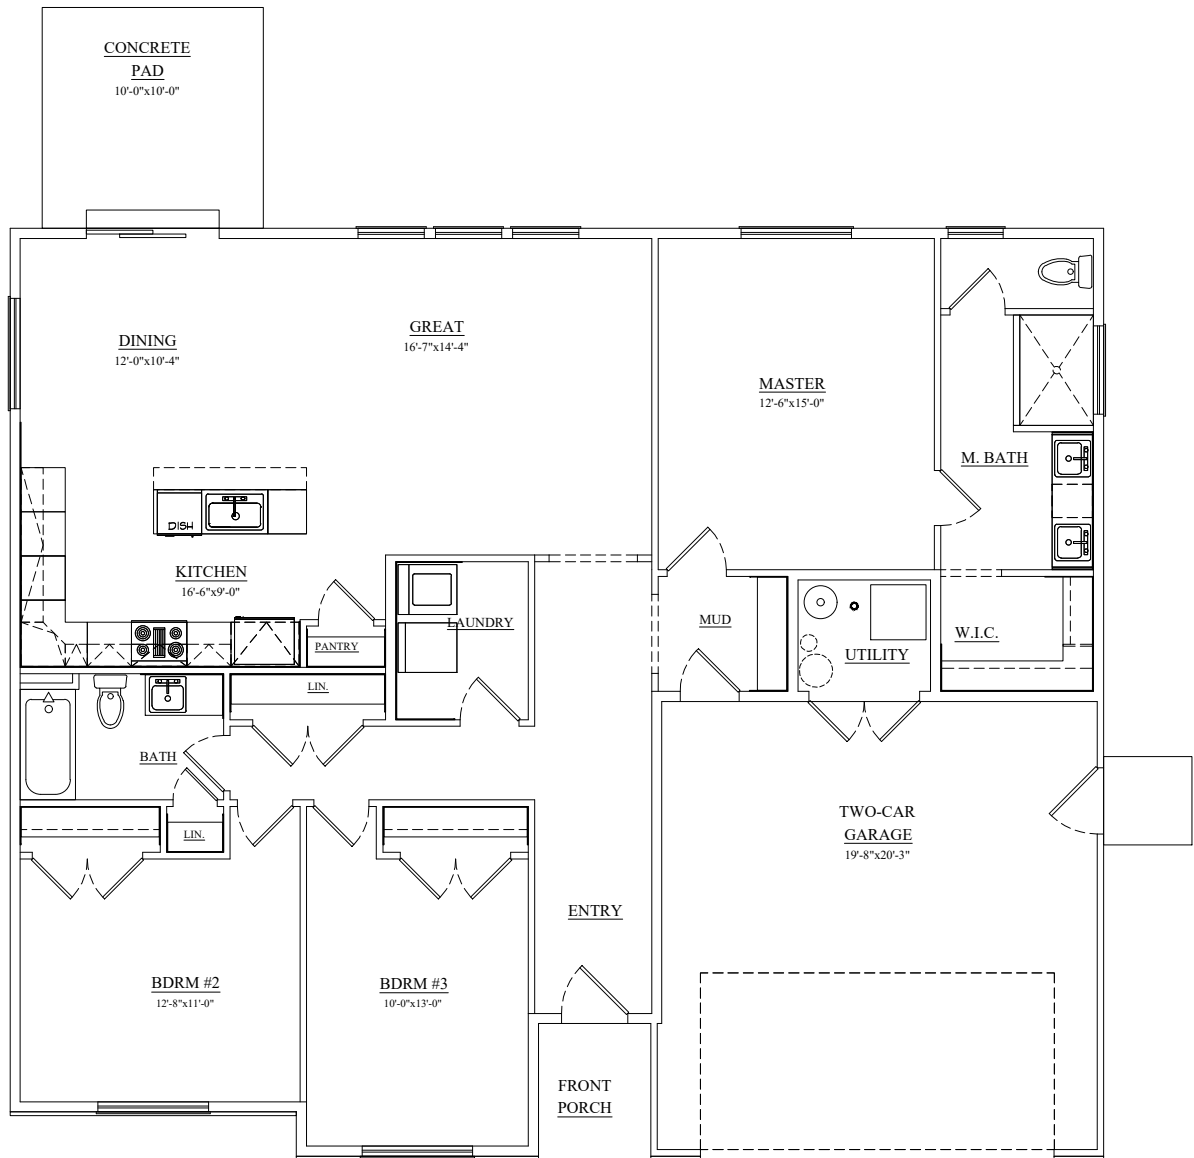 CONCRETE
PAD
10'-0"x10'-0"
DINING
12'-0"x10'-4"
GREAT
16'-7"x14'-4"
MASTER
12'-6"x15'-0"
M. BATH
DISH
KITCHEN
16'-6"x9'-0"
LAUNDRY
PANTRY
MUD
UTILITY
W.I.C.
LIN.
BATH
LIN.
TWO-CAR
GARAGE
19'-8"x20'-3"
ENTRY
BDRM #2
12'-8"x11'-0"
BDRM #3
10'-0"x13'-0"
FRONT
PORCH